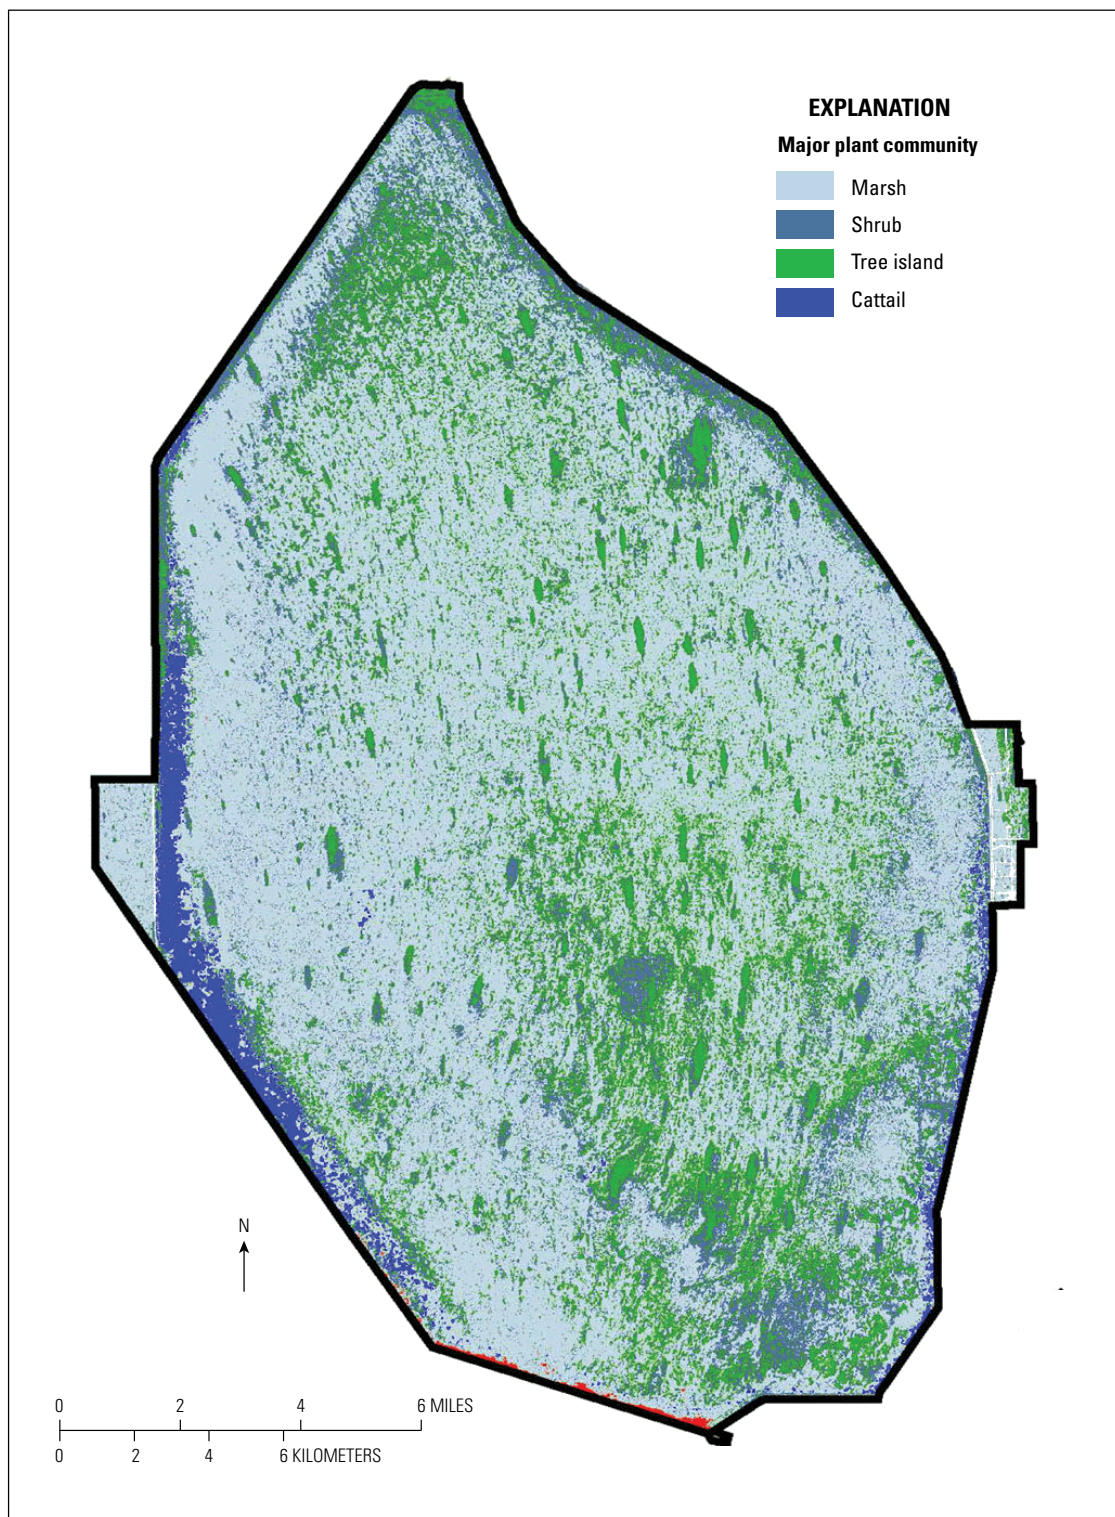 EXPLANATION
Major plant community
Marsh
Shrub
Tree island
Cattail
N
0 2 4 6 MILES
0 2 4 6 KILOMETERS